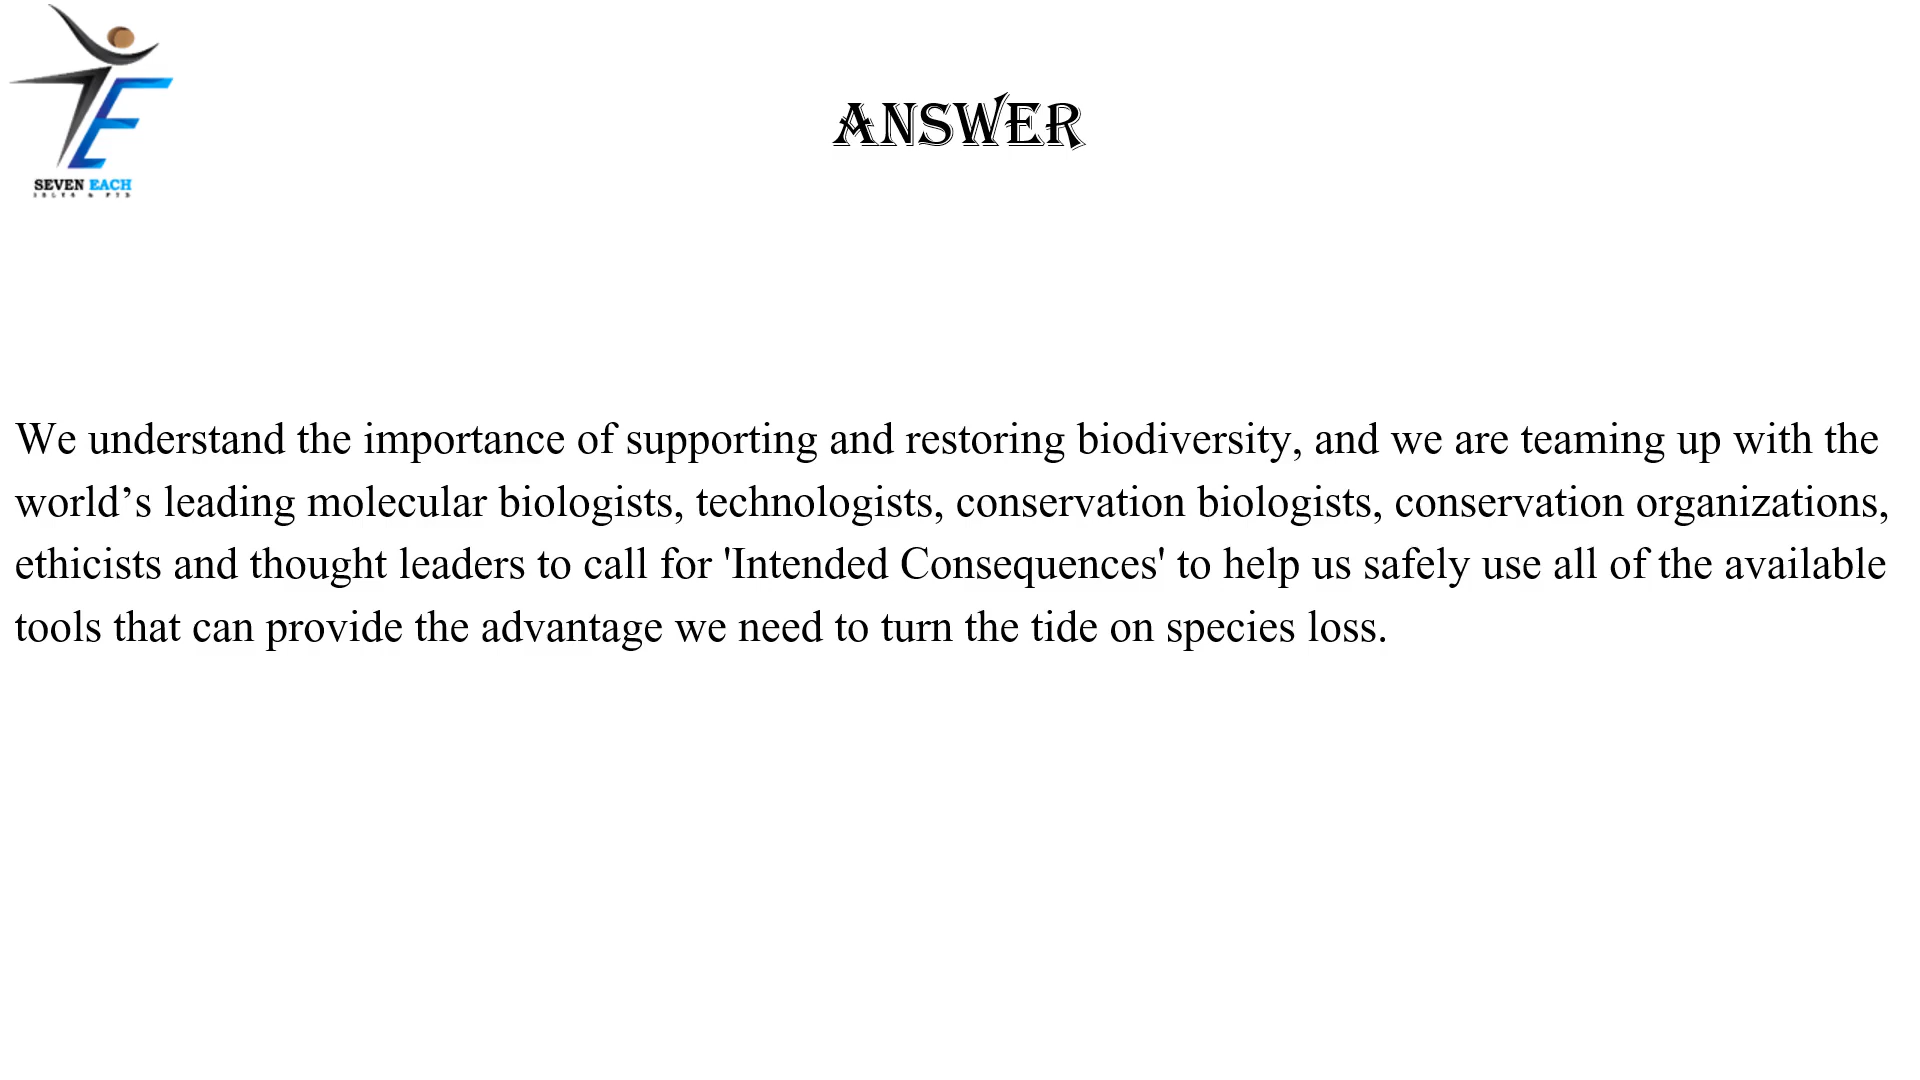 SEVEN EACH
IELTS & PTE
ANSWER
We understand the importance of supporting and restoring biodiversity, and we are teaming up with the
world’s leading molecular biologists, technologists, conservation biologists, conservation organizations,
ethicists and thought leaders to call for 'Intended Consequences' to help us safely use all of the available
tools that can provide the advantage we need to turn the tide on species loss.